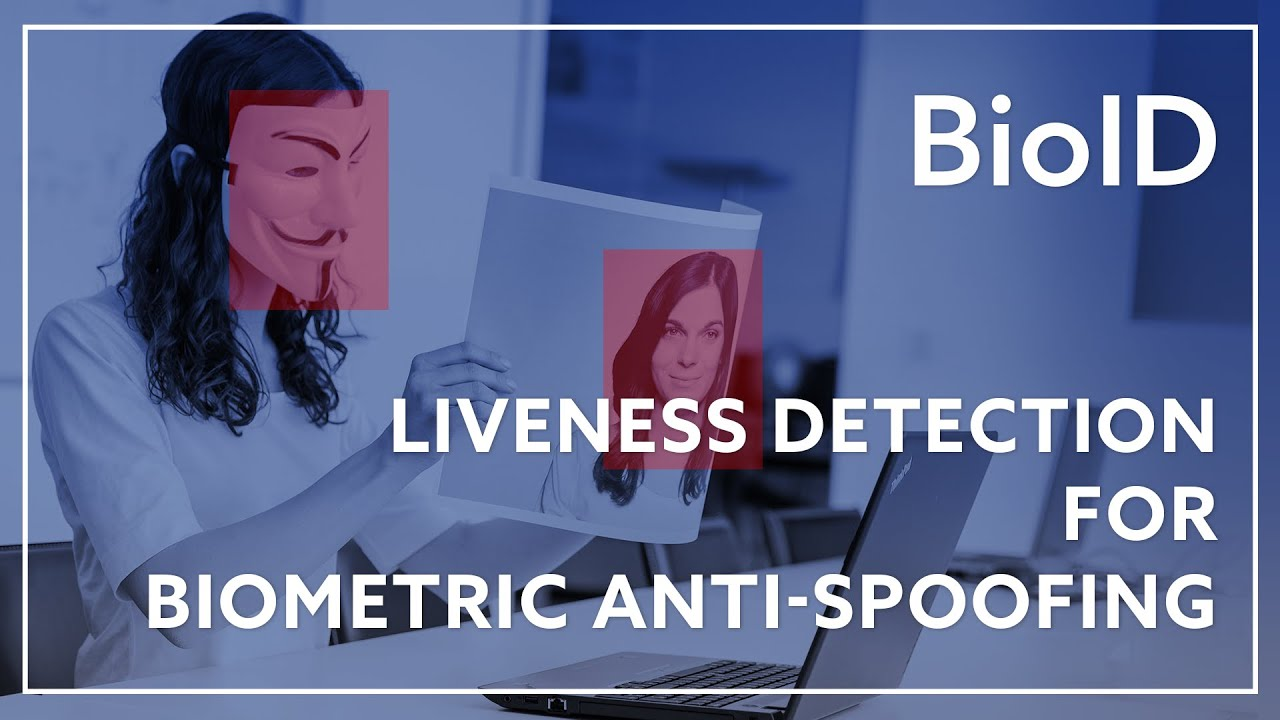 BioID
LIVENESS DETECTION
FOR
BIOMETRIC ANTI-SPOOFING